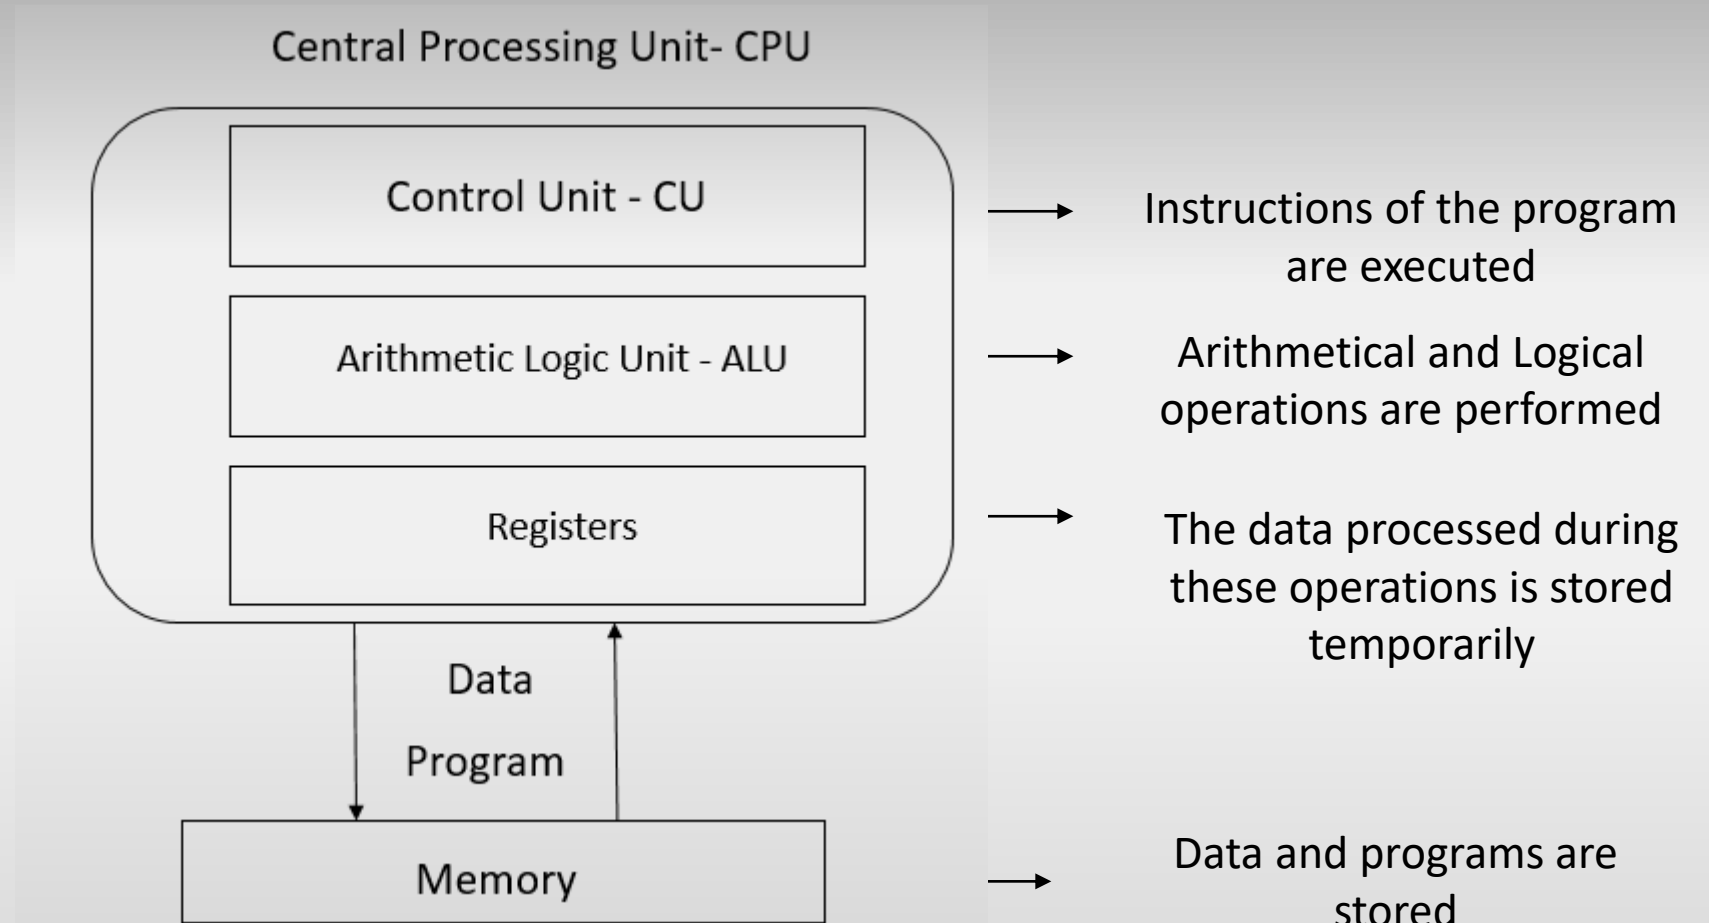 Central Processing Unit- CPU
Control Unit - CU
Instructions of the program
are executed
Arithmetic Logic Unit - ALU
Arithmetical and Logical
operations are performed
Registers
The data processed during
these operations is stored
temporarily
Data
Program
Memory
Data and programs are
stored